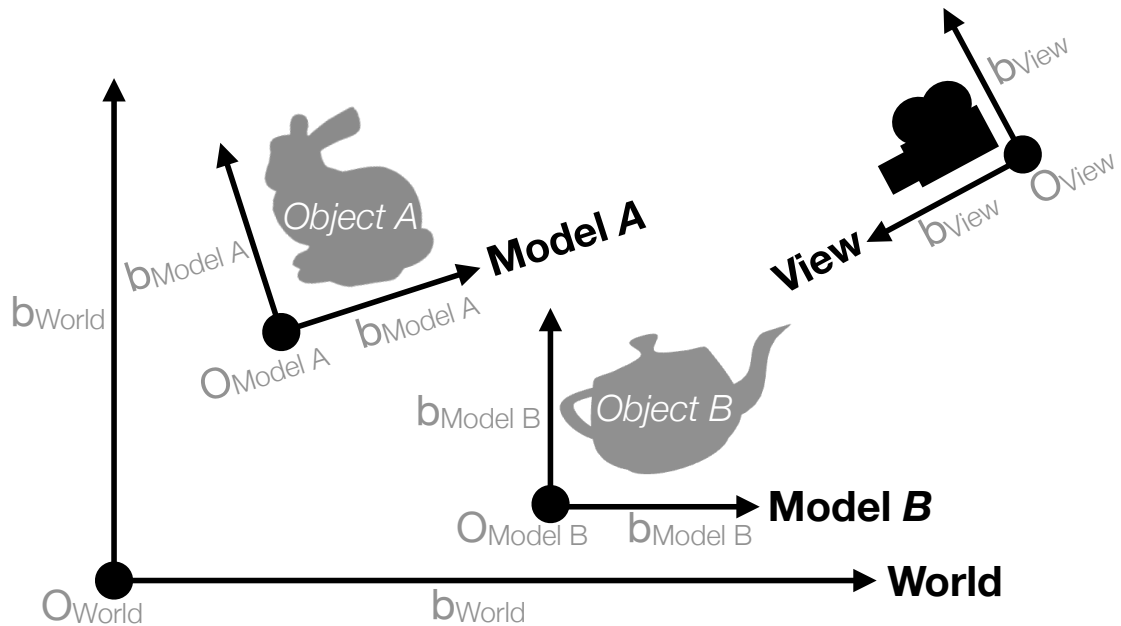 bView
Object A
OView
bModel A
Model A
bView
View
bWorld
bModel A
OModel A
bModel B
Object B
Model B
OModel B
bModel B
World
OWorld
bWorld